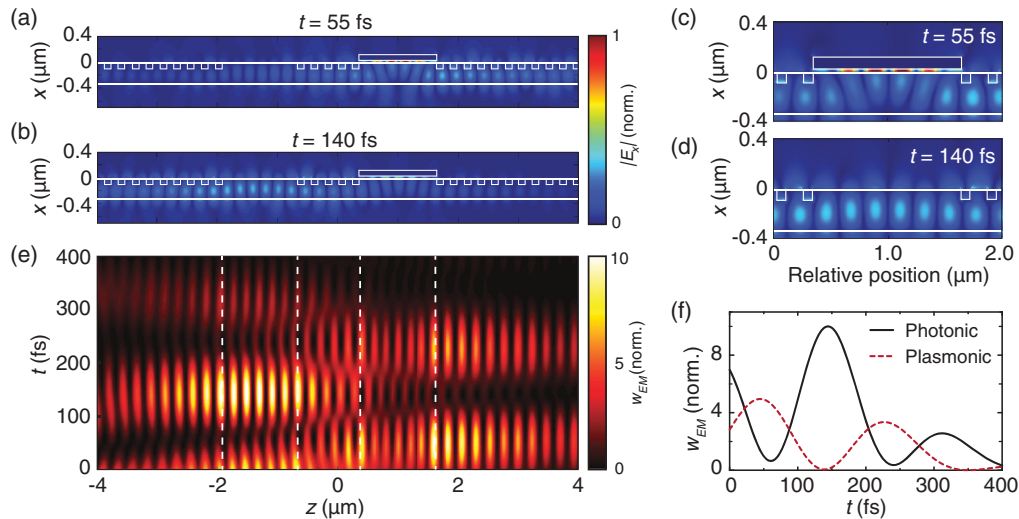 (a)
t = 55 fs
0.4
0
-0.4
x (μm)
(b)
t = 140 fs
0.4
0
-0.4
x (μm)
1
0
|E_x| (norm.)
(c)
t = 55 fs
0.4
0
-0.4
x (μm)
(d)
t = 140 fs
0.4
0
-0.4
x (μm)
0 1.0 2.0
Relative position (μm)
(e)
400
300
200
100
0
t (fs)
-4 -2 0 2 4
z (μm)
10
5
0
w_EM (norm.)
(f)
Photonic
Plasmonic
8
4
0
w_EM (norm.)
0 100 200 300 400
t (fs)